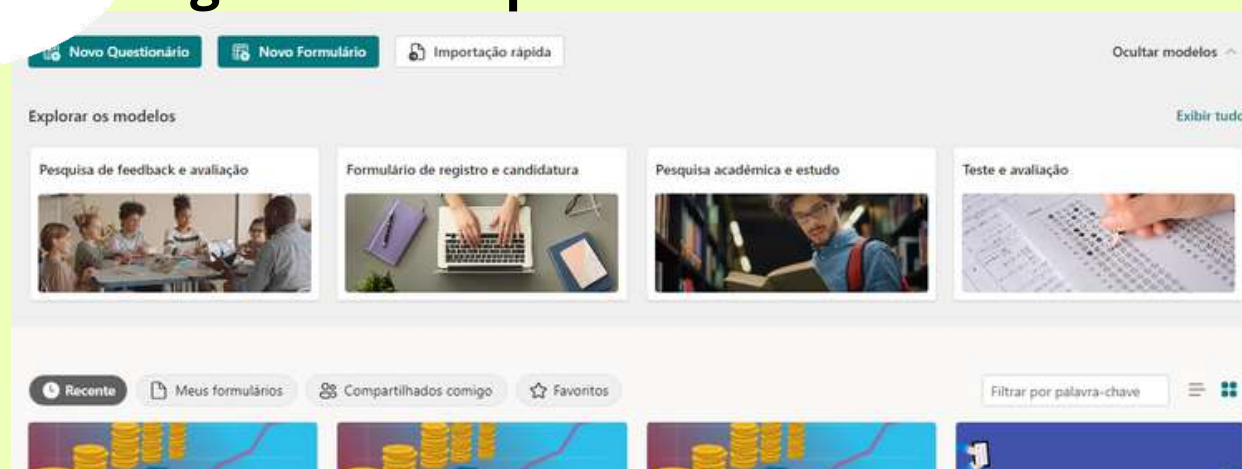 Novo Questionário Novo Formulário Importação rápida Ocultar modelos
Explorar os modelos Exibir tudo
Pesquisa de feedback e avaliação Formulário de registro e candidatura Pesquisa acadêmica e estudo Teste e avaliação
Recente Meus formulários Compartilhados comigo Favoritos Filtrar por palavra-chave